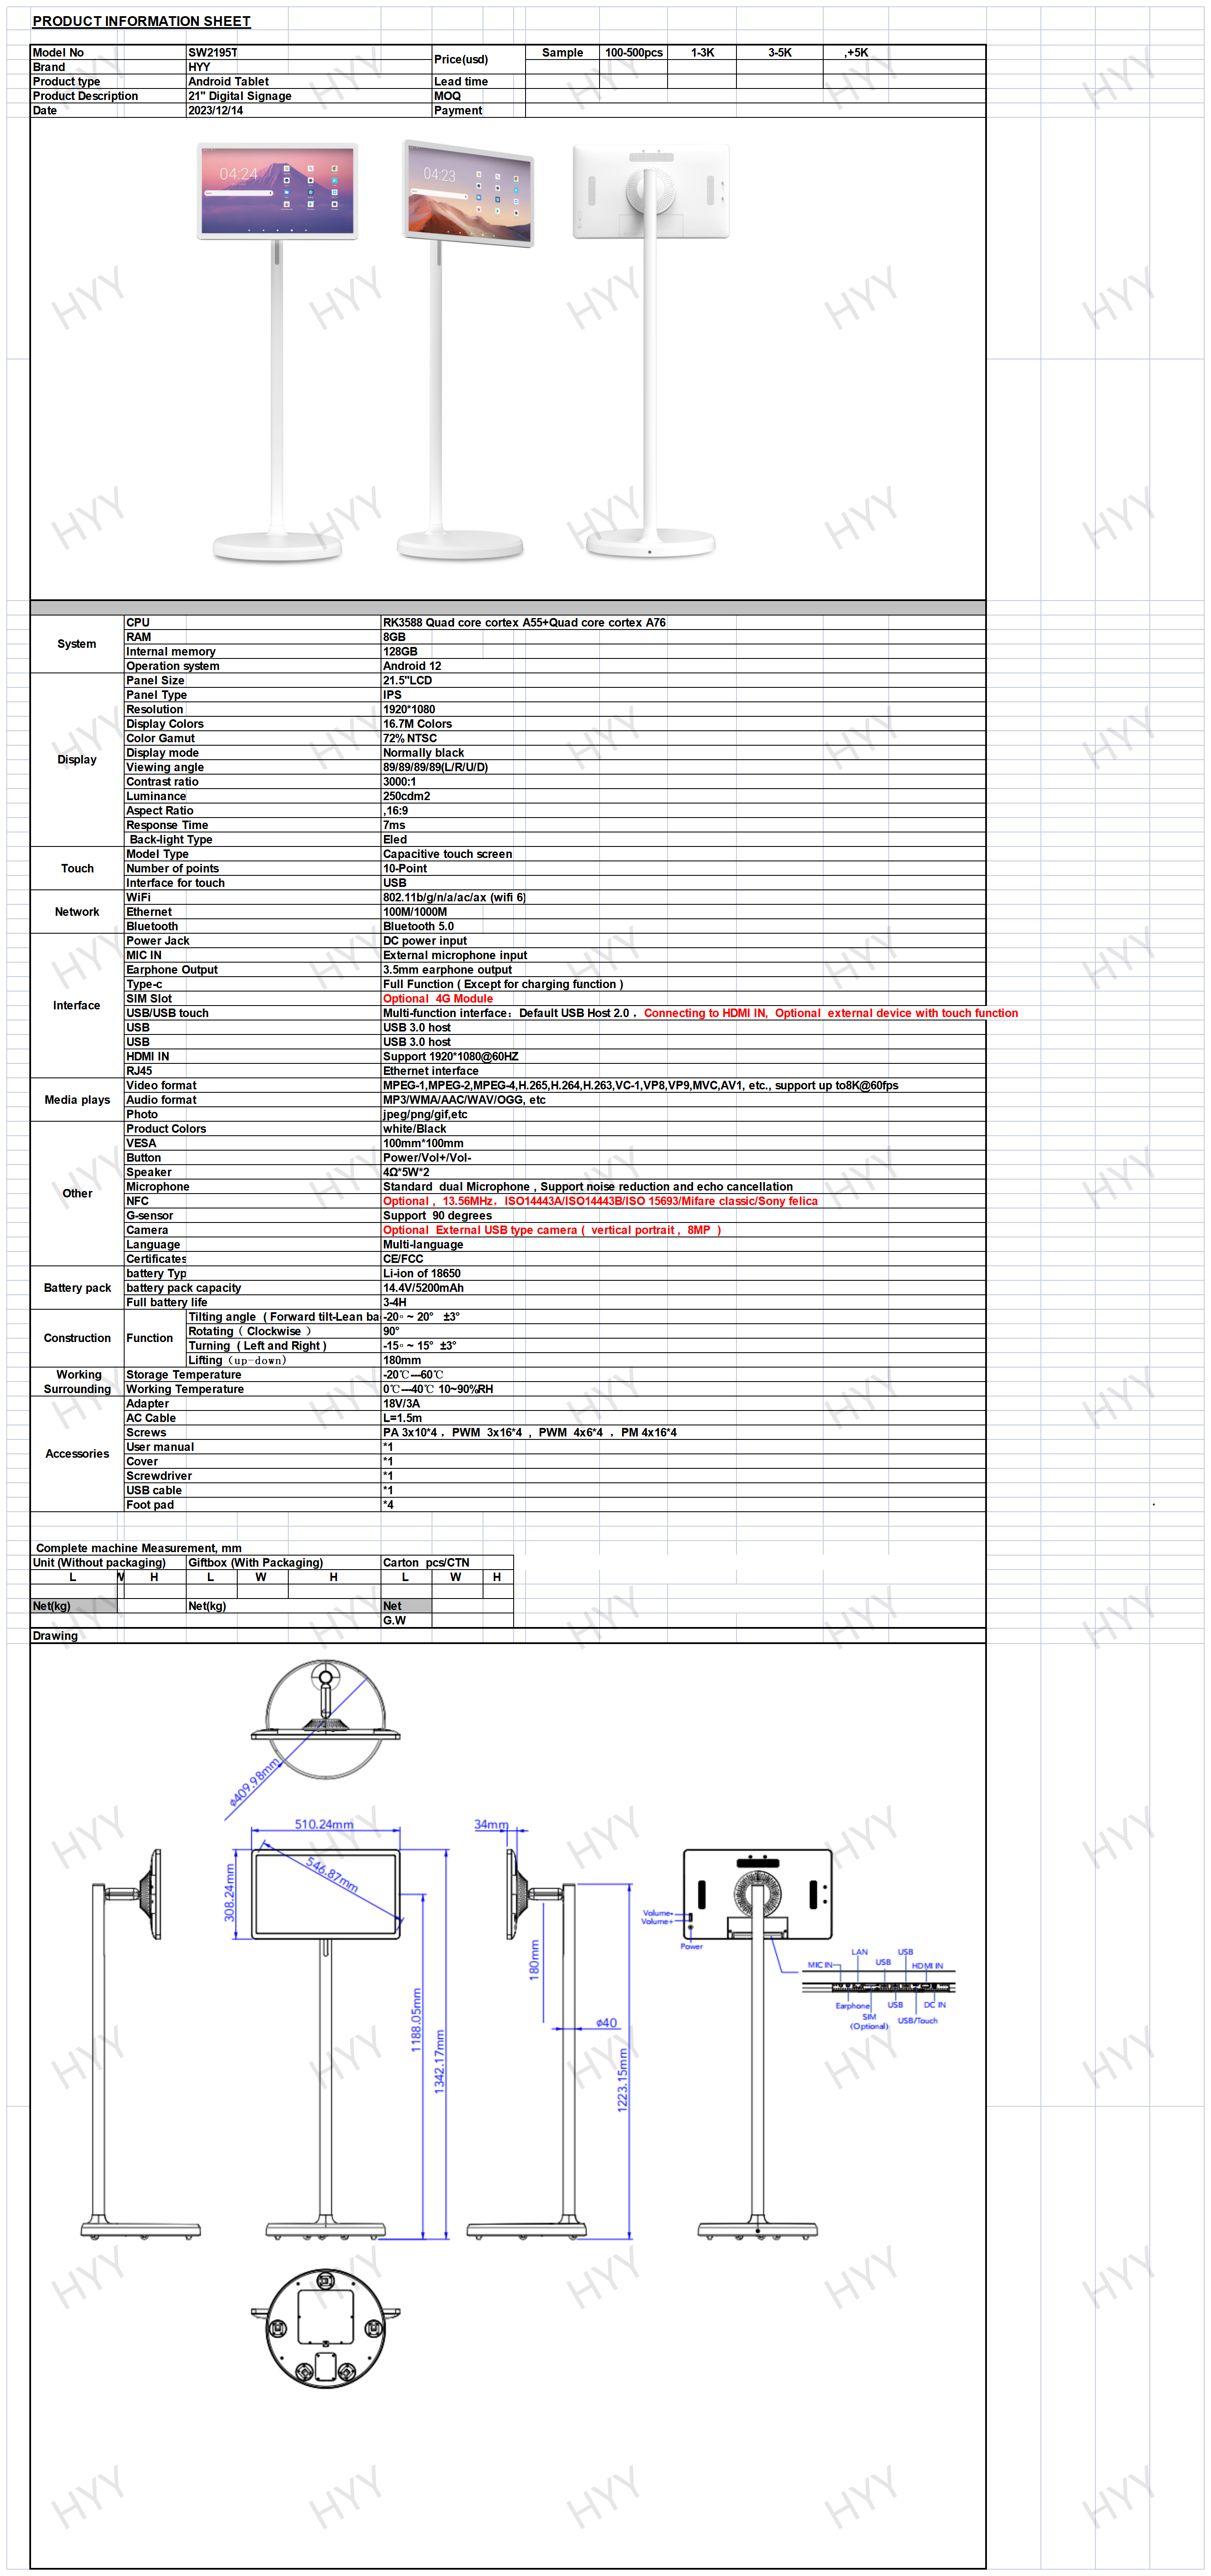 PRODUCT INFORMATION SHEET
Model No SW2195T Price(usd) Sample 100-500pcs 1-3K 3-5K ,+5K
Brand HYY
Product type Android Tablet Lead time
Product Description 21" Digital Signage MOQ
Date 2023/12/14 Payment
04:24 04:23
System
CPU RK3588 Quad core cortex A55+Quad core cortex A76
RAM 8GB
Internal memory 128GB
Operation system Android 12
Display
Panel Size 21.5"LCD
Panel Type IPS
Resolution 1920*1080
Display Colors 16.7M Colors
Color Gamut 72% NTSC
Display mode Normally black
Viewing angle 89/89/89/89(L/R/U/D)
Contrast ratio 3000:1
Luminance 250cdm2
Aspect Ratio ,16:9
Response Time 7ms
Back-light Type Eled
Touch
Model Type Capacitive touch screen
Number of points 10-Point
Interface for touch USB
Network
WiFi 802.11b/g/n/a/ac/ax (wifi 6)
Ethernet 100M/1000M
Bluetooth Bluetooth 5.0
Interface
Power Jack DC power input
MIC IN External microphone input
Earphone Output 3.5mm earphone output
Type-c Full Function ( Except for charging function )
SIM Slot Optional 4G Module
USB/USB touch Multi-function interface：Default USB Host 2.0 ，Connecting to HDMI IN, Optional external device with touch function
USB USB 3.0 host
USB USB 3.0 host
HDMI IN Support 1920*1080@60HZ
RJ45 Ethernet interface
Media plays
Video format MPEG-1,MPEG-2,MPEG-4,H.265,H.264,H.263,VC-1,VP8,VP9,MVC,AV1, etc., support up to8K@60fps
Audio format MP3/WMA/AAC/WAV/OGG, etc
Photo jpeg/png/gif,etc
Other
Product Colors white/Black
VESA 100mm*100mm
Button Power/Vol+/Vol-
Speaker 4Ω*5W*2
Microphone Standard dual Microphone , Support noise reduction and echo cancellation
NFC Optional , 13.56MHz，ISO14443A/ISO14443B/ISO 15693/Mifare classic/Sony felica
G-sensor Support 90 degrees
Camera Optional External USB type camera ( vertical portrait , 8MP )
Language Multi-language
Certificates CE/FCC
Battery pack
battery Typ Li-ion of 18650
battery pack capacity 14.4V/5200mAh
Full battery life 3-4H
Construction Function
Tilting angle ( Forward tilt-Lean ba -20° ~ 20° ±3°
Rotating（ Clockwise ） 90°
Turning ( Left and Right ) -15° ~ 15° ±3°
Lifting（up-down） 180mm
Working Surrounding
Storage Temperature -20℃---60℃
Working Temperature 0℃---40℃ 10~90%RH
Accessories
Adapter 18V/3A
AC Cable L=1.5m
Screws PA 3x10*4 ，PWM 3x16*4 , PWM 4x6*4 ，PM 4x16*4
User manual *1
Cover *1
Screwdriver *1
USB cable *1
Foot pad *4
Complete machine Measurement, mm
Unit (Without packaging) Giftbox (With Packaging) Carton pcs/CTN
L W H L W H L W H
Net(kg) Net(kg) Net
G.W
Drawing
ø409.98mm
510.24mm 34mm
546.87mm
308.24mm
180mm
ø40
1188.05mm
1342.17mm
1223.15mm
Volume-
Volume+
Power
LAN USB
MIC IN USB HDMI IN
Earphone USB DC IN
SIM USB/Touch
(Optional)
HYY